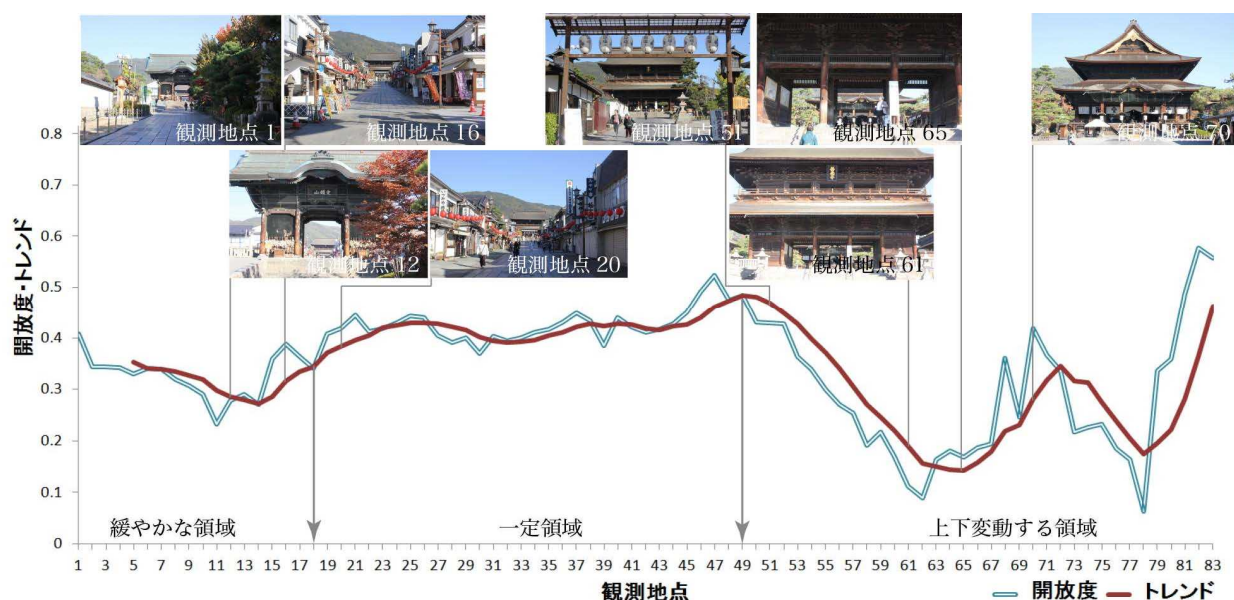 観測地点 1
観測地点 16
観測地点 51
観測地点 65
観測地点 70
山額定
観測地点 12
観測地点 20
観測地点 61
開放度・トレンド
0.8
0.7
0.6
0.5
0.4
0.3
0.2
0.1
0
緩やかな領域
一定領域
上下変動する領域
1 3 5 7 9 11 13 15 17 19 21 23 25 27 29 31 33 35 37 39 41 43 45 47 49 51 53 55 57 59 61 63 65 67 69 71 73 75 77 79 81 83
観測地点
開放度 トレンド